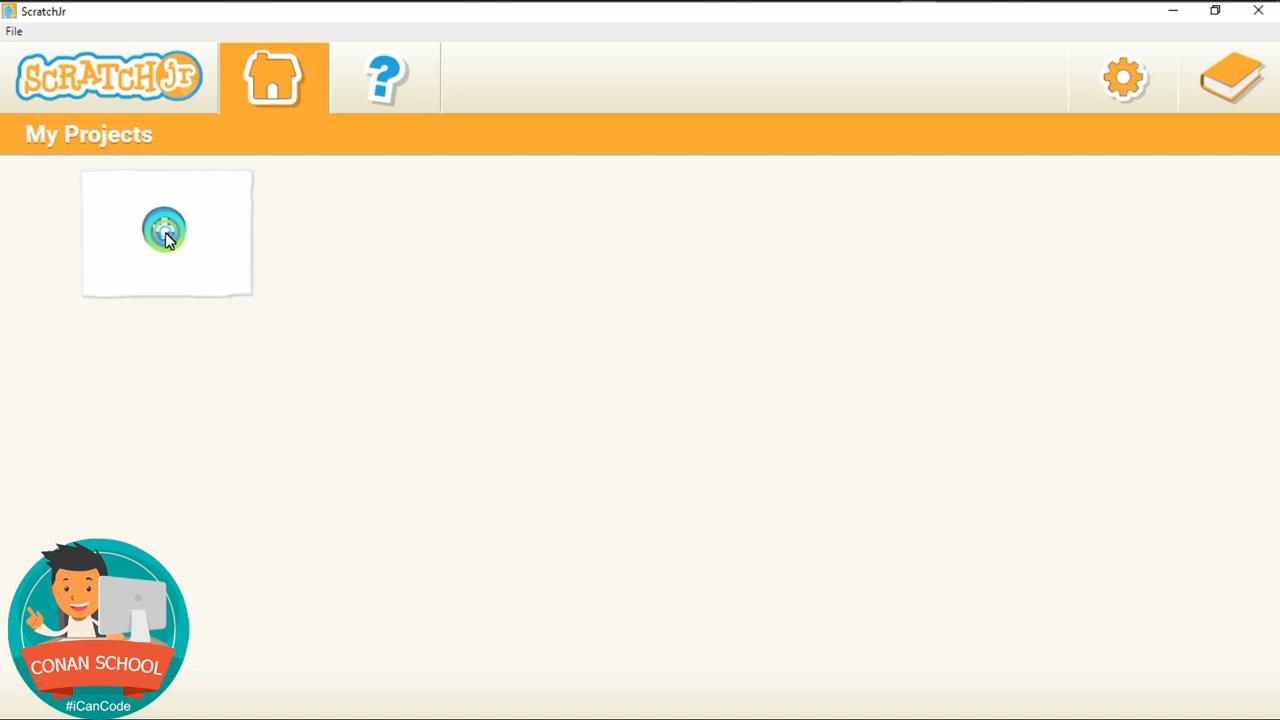 ScratchJr
File
SCRATCH Jr
?
My Projects
CONAN SCHOOL
#iCanCode